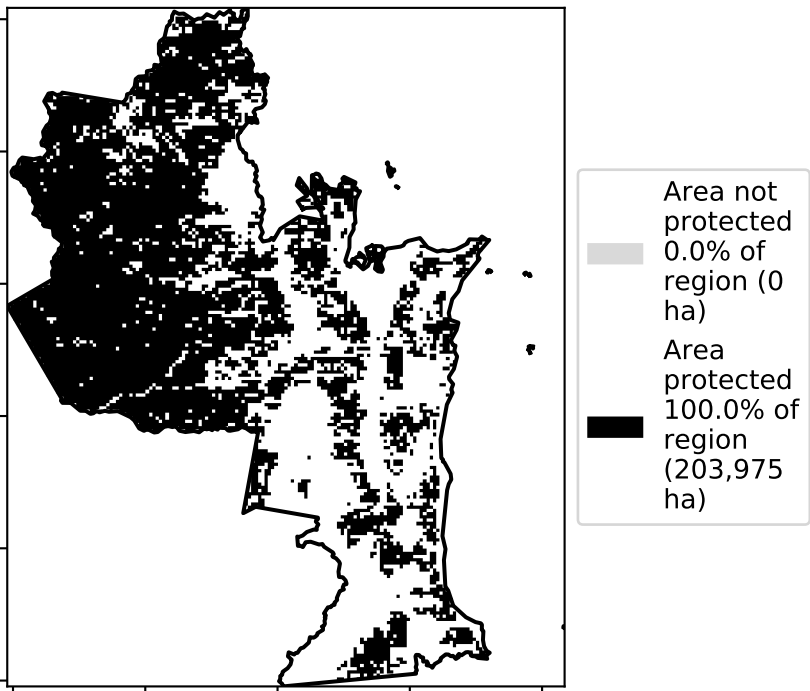 Area not
protected
0.0% of
region (0
ha)
Area
protected
100.0% of
region
(203,975
ha)